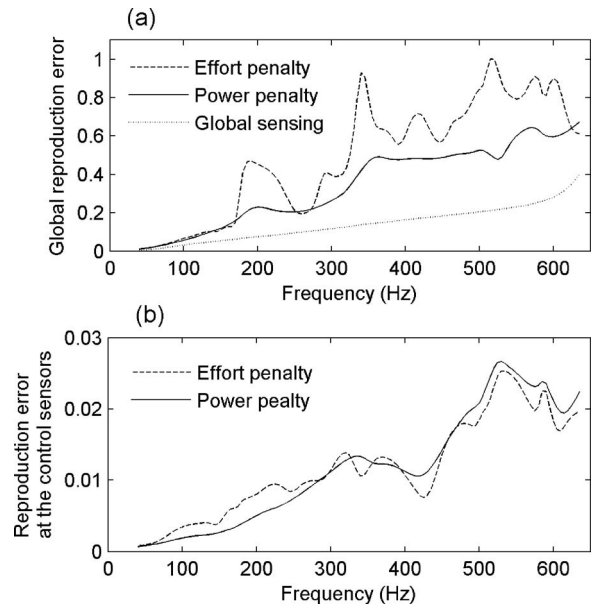 (a)
Global reproduction error
1
0.8
0.6
0.4
0.2
0
Effort penalty
Power penalty
Global sensing
0 100 200 300 400 500 600
Frequency (Hz)
(b)
Reproduction error
at the control sensors
0.03
0.02
0.01
0
Effort penalty
Power pealty
0 100 200 300 400 500 600
Frequency (Hz)